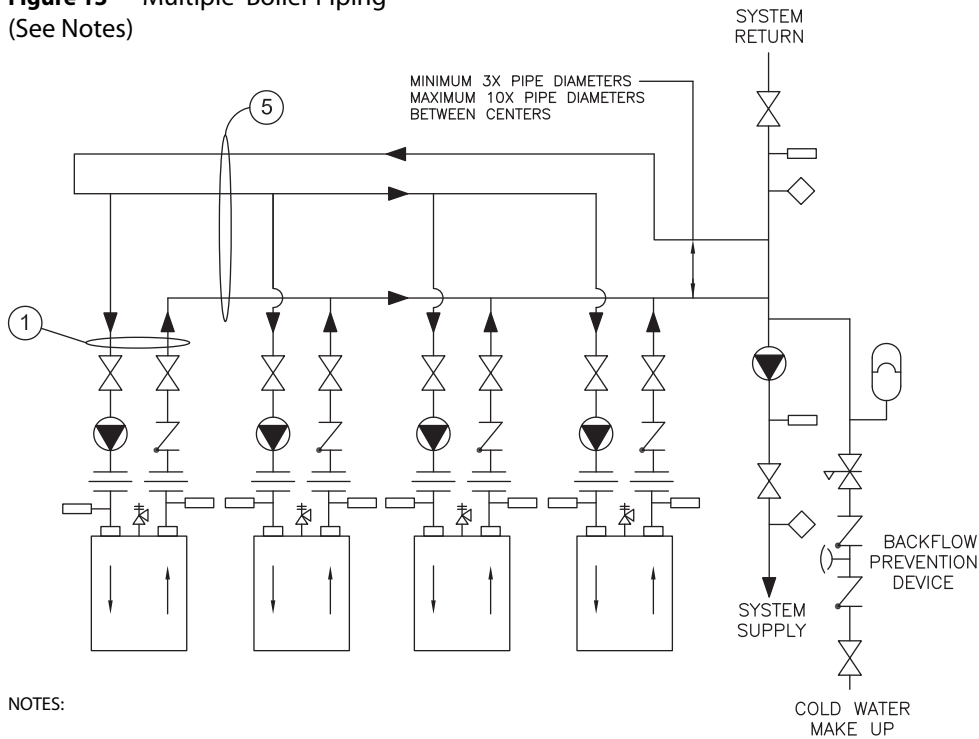 Figure 13 Multiple Boiler Piping
(See Notes)
SYSTEM
RETURN
MINIMUM 3X PIPE DIAMETERS
MAXIMUM 10X PIPE DIAMETERS
BETWEEN CENTERS
5
1
BACKFLOW
PREVENTION
DEVICE
SYSTEM
SUPPLY
NOTES:
COLD WATER
MAKE UP